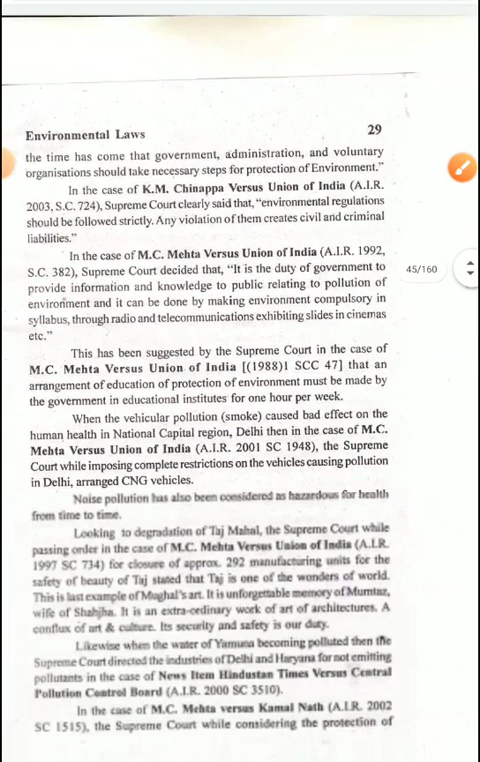 Environmental Laws 29
the time has come that government, administration, and voluntary
organisations should take necessary steps for protection of Environment."
In the case of K.M. Chinappa Versus Union of India (A.I.R.
2003, S.C. 724), Supreme Court clearly said that, "environmental regulations
should be followed strictly. Any violation of them creates civil and criminal
liabilities."
In the case of M.C. Mehta Versus Union of India (A.I.R. 1992,
S.C. 382), Supreme Court decided that, "It is the duty of government to
provide information and knowledge to public relating to pollution of
environment and it can be done by making environment compulsory in
syllabus, through radio and telecommunications exhibiting slides in cinemas
etc."
This has been suggested by the Supreme Court in the case of
M.C. Mehta Versus Union of India [(1988)1 SCC 47] that an
arrangement of education of protection of environment must be made by
the government in educational institutes for one hour per week.
When the vehicular pollution (smoke) caused bad effect on the
human health in National Capital region, Delhi then in the case of M.C.
Mehta Versus Union of India (A.I.R. 2001 SC 1948), the Supreme
Court while imposing complete restrictions on the vehicles causing pollution
in Delhi, arranged CNG vehicles.
Noise pollution has also been considered as hazardous for health
from time to time.
Looking to degradation of Taj Mahal, the Supreme Court while
passing order in the case of M.C. Mehta Versus Union of India (A.I.R.
1997 SC 734) for closure of approx. 292 manufacturing units for the
safety of beauty of Taj stated that Taj is one of the wonders of world.
This is last example of Mughal's art. It is unforgettable memory of Mumtaz,
wife of Shahjha. It is an extra-ordinary work of art of architectures. A
conflux of art & culture. Its security and safety is our duty.
Likewise when the water of Yamuna becoming polluted then the
Supreme Court directed the industries of Delhi and Haryana for not emitting
pollutants in the case of News Item Hindustan Times Versus Central
Pollution Control Board (A.I.R. 2000 SC 3510).
In the case of M.C. Mehta versus Kamal Nath (A.I.R. 2002
SC 1515), the Supreme Court while considering the protection of
45/160